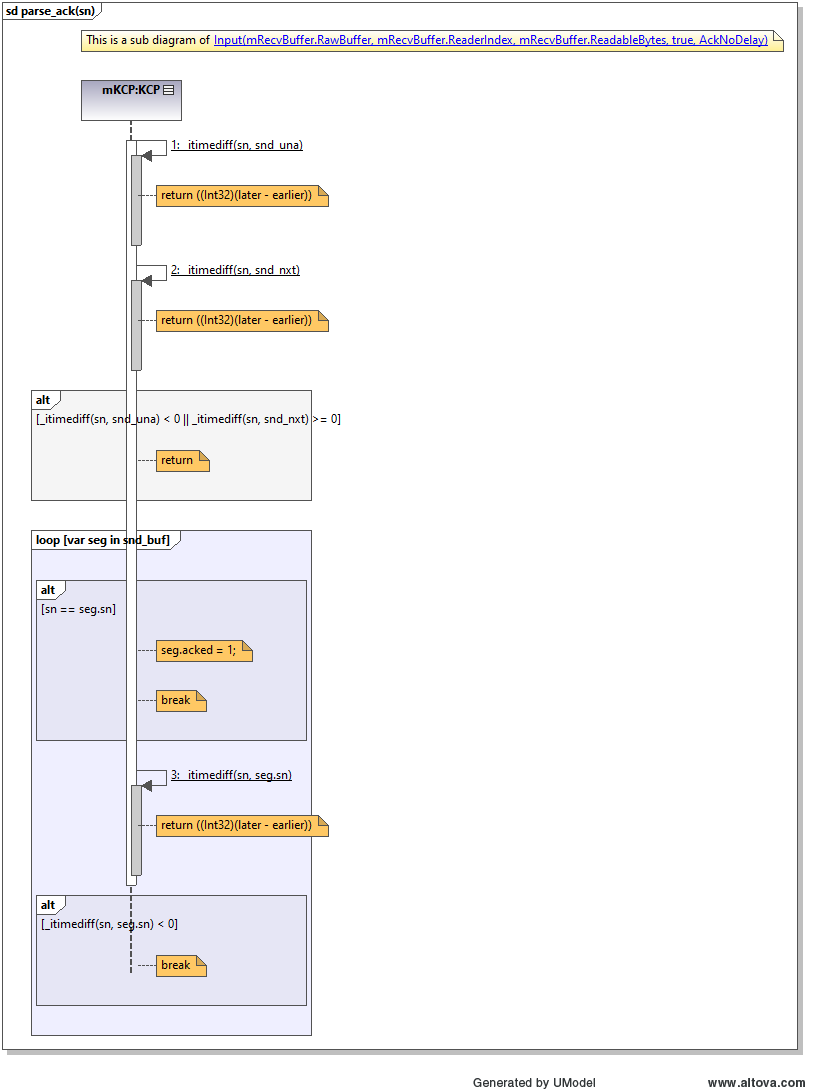 sd parse_ack(sn)
This is a sub diagram of Input(mRecvBuffer.RawBuffer, mRecvBuffer.ReaderIndex, mRecvBuffer.ReadableBytes, true, AckNoDelay)
mKCP:KCP
1: _itimediff(sn, snd_una)
return ((Int32)(later - earlier))
2: _itimediff(sn, snd_nxt)
return ((Int32)(later - earlier))
alt
[_itimediff(sn, snd_una) < 0 || _itimediff(sn, snd_nxt) >= 0]
return
loop [var seg in snd_buf]
alt
[sn == seg.sn]
seg.acked = 1;
break
3: _itimediff(sn, seg.sn)
return ((Int32)(later - earlier))
alt
[_itimediff(sn, seg.sn) < 0]
break
Generated by UModel
www.altova.com